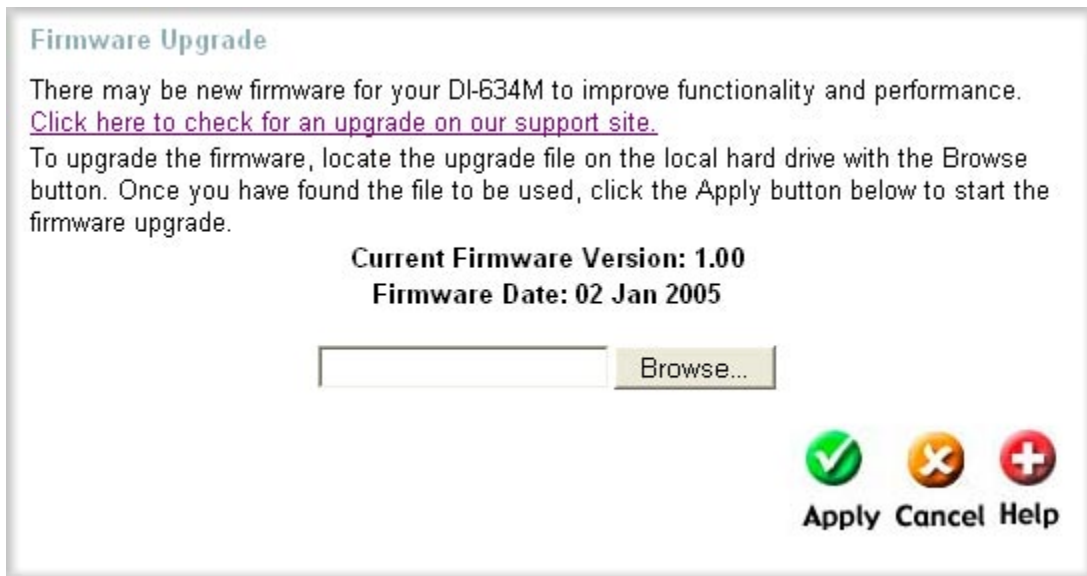 Firmware Upgrade
There may be new firmware for your DI-634M to improve functionality and performance.
Click here to check for an upgrade on our support site.
To upgrade the firmware, locate the upgrade file on the local hard drive with the Browse
button. Once you have found the file to be used, click the Apply button below to start the
firmware upgrade.
Current Firmware Version: 1.00
Firmware Date: 02 Jan 2005
Browse...
Apply Cancel Help